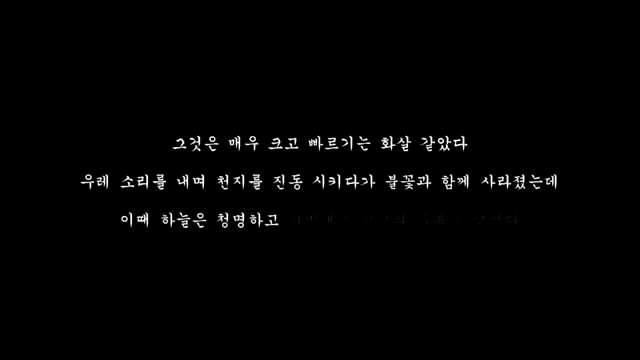 그것은 매우 크고 빠르기는 화살 같았다
우레 소리를 내며 천지를 진동 시키다가 불꽃과 함께 사라졌는데
이때 하늘은 청명하고